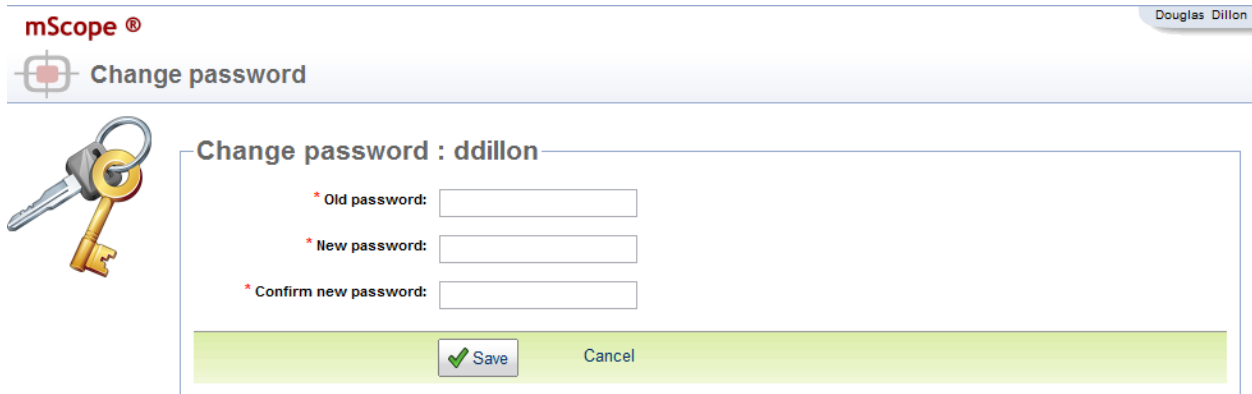 Douglas Dillon
mScope ®
Change password
Change password : ddillon
* Old password:
* New password:
* Confirm new password:
Save Cancel